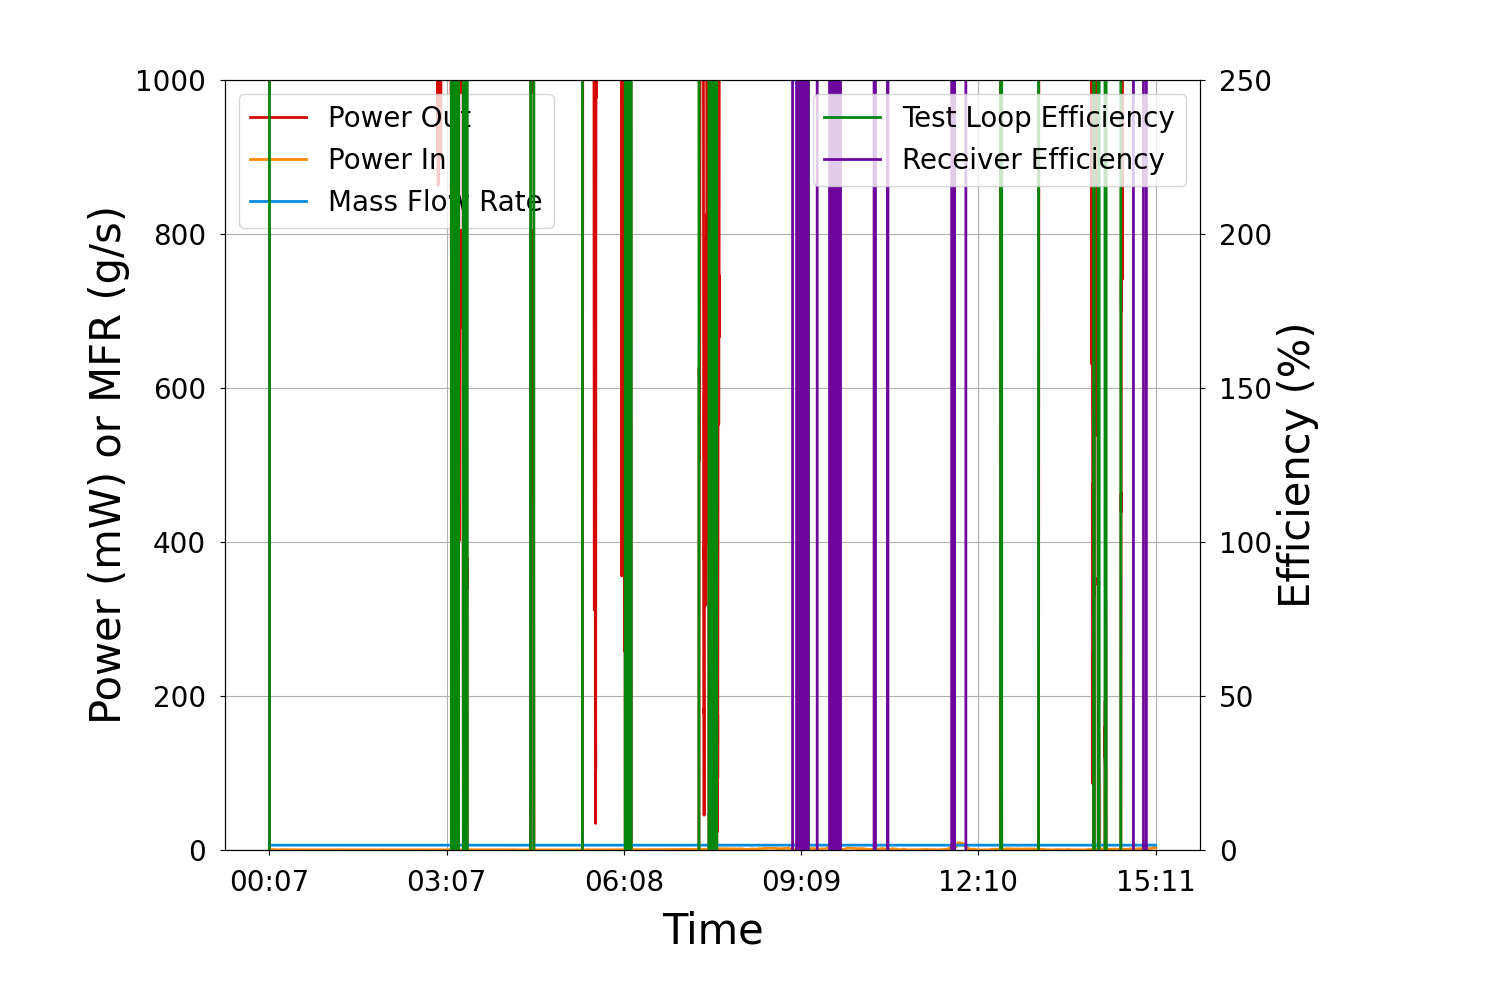 1000
800
600
400
200
0
Power (mW) or MFR (g/s)
Power Out
Power In
Mass Flow Rate
Test Loop Efficiency
Receiver Efficiency
250
200
150
100
50
0
Efficiency (%)
00:07 03:07 06:08 09:09 12:10 15:11
Time